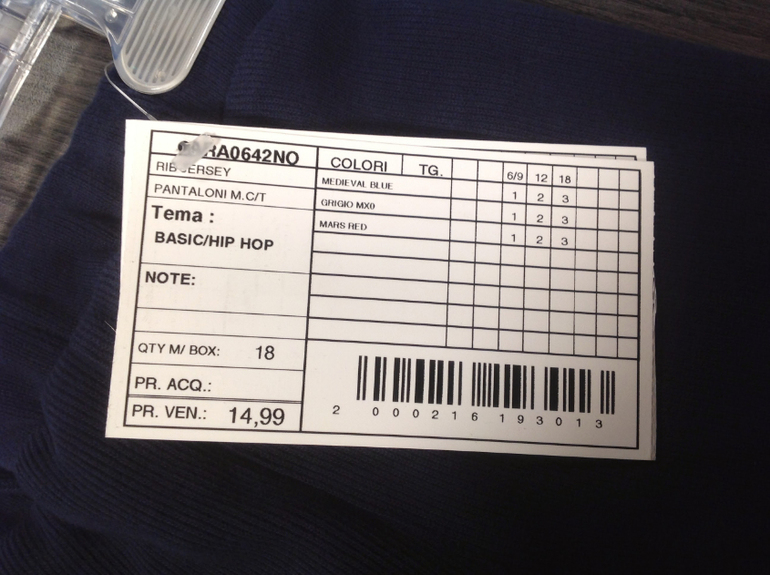 RA0642NO
RIB JERSEY
PANTALONI M.C/T
Tema :
BASIC/HIP HOP
NOTE:
QTY M/ BOX: 18
PR. ACQ.:
PR. VEN.: 14,99
COLORI TG. 6/9 12 18
MEDIEVAL BLUE 1 2 3
GRIGIO MX0 1 2 3
MARS RED 1 2 3
2 000216 193013